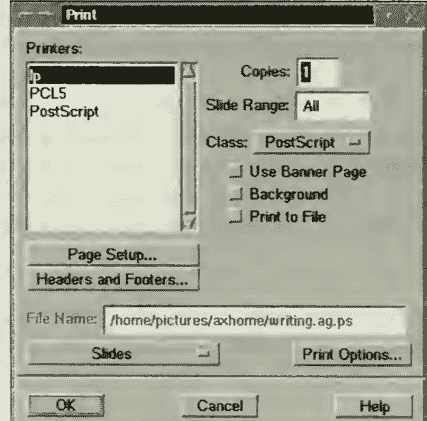 Print
Printers:
lp
PCL5
PostScript
Copies: 1
Slide Range: All
Class: PostScript
Use Banner Page
Background
Print to File
Page Setup...
Headers and Footers...
File Name: /home/pictures/axhome/writing.ag.ps
Slides
Print Options...
OK
Cancel
Help